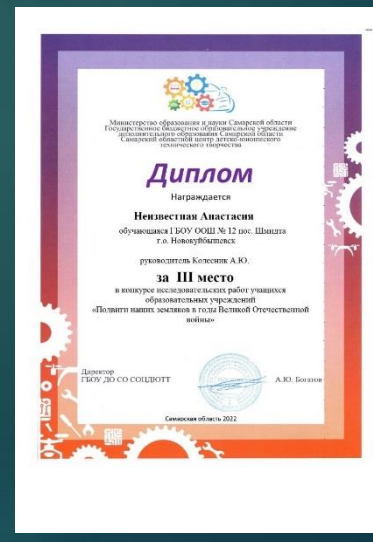 Министерство образования и науки Самарской области
Государственное бюджетное образовательное учреждение
дополнительного образования Самарской области
Самарский областной центр детско-юношеского
технического творчества
Диплом
Награждается
Неизвестная Анастасия
обучающаяся ГБОУ ООШ № 12 пос. Шмидта
г.о. Новокуйбышевск
руководитель Колесник А.Ю.
за III место
в конкурсе исследовательских работ учащихся
образовательных учреждений
«Подвиги наших земляков в годы Великой Отечественной
войны»
Директор
ГБОУ ДО СО СОЦДЮТТ
А.Ю. Богатов
Самарская область 2022